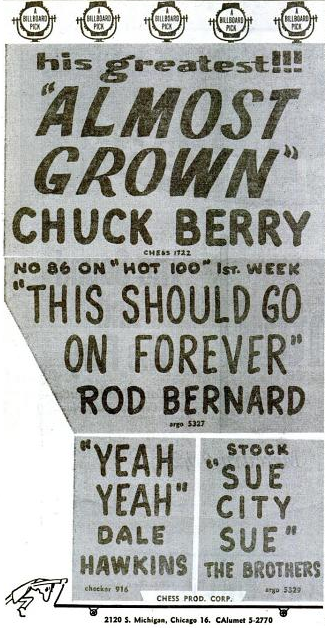 A BILLBOARD PICK A BILLBOARD PICK A BILLBOARD PICK A BILLBOARD PICK A BILLBOARD PICK
his greatest!!!
"ALMOST
GROWN"
CHUCK BERRY
CHESS 1722
NO 86 ON "HOT 100" 1ST. WEEK
"THIS SHOULD GO
ON FOREVER"
ROD BERNARD
argo 5327
"YEAH
YEAH"
DALE
HAWKINS
checker 916
STOCK
"SUE
CITY
SUE"
THE BROTHERS
argo 5329
CHESS PROD. CORP.
2120 S. Michigan, Chicago 16. CAlumet 5-2770